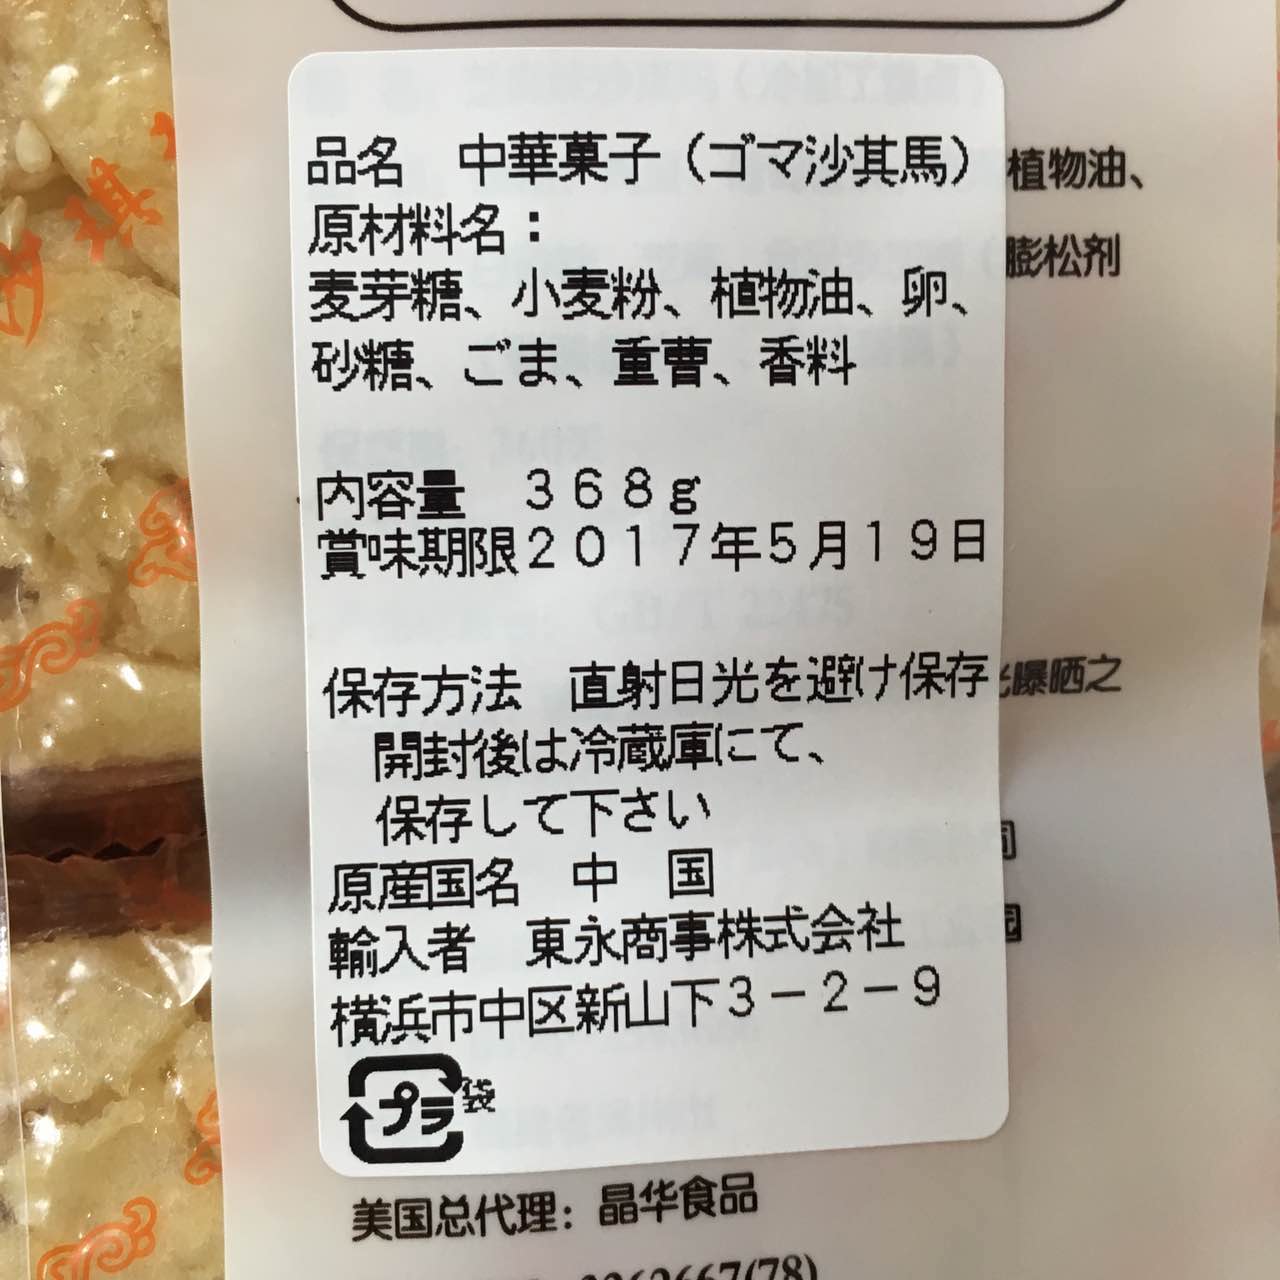 品名　中華菓子（ゴマ沙其馬）
植物油、
原材料名：
膨松剂
麦芽糖、小麦粉、植物油、卵、
砂糖、ごま、重曹、香料
内容量　３６８ｇ
賞味期限２０１７年５月１９日
GB/T 22475
保存方法　直射日光を避け保存
曝晒之
開封後は冷蔵庫にて、
保存して下さい
原産国名　中　国
輸入者　東永商事株式会社
横浜市中区新山下３－２－９
プラ
袋
美国总代理：晶华食品